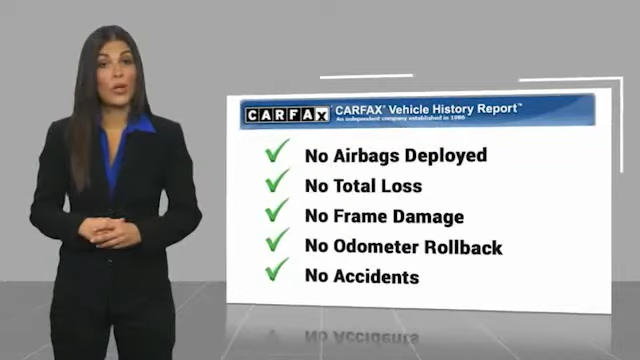 CARFAX CARFAX® Vehicle History Report™
An independent company established in 1986
No Airbags Deployed
No Total Loss
No Frame Damage
No Odometer Rollback
No Accidents